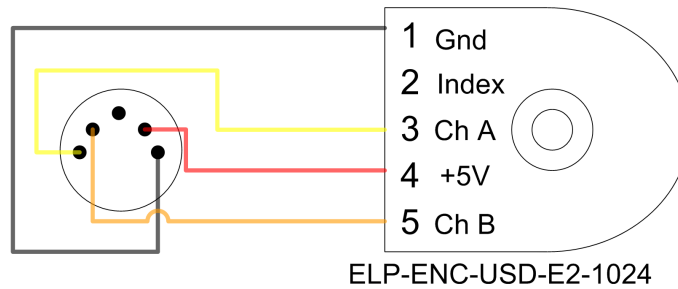 1 Gnd
2 Index
3 Ch A
4 +5V
5 Ch B
ELP-ENC-USD-E2-1024